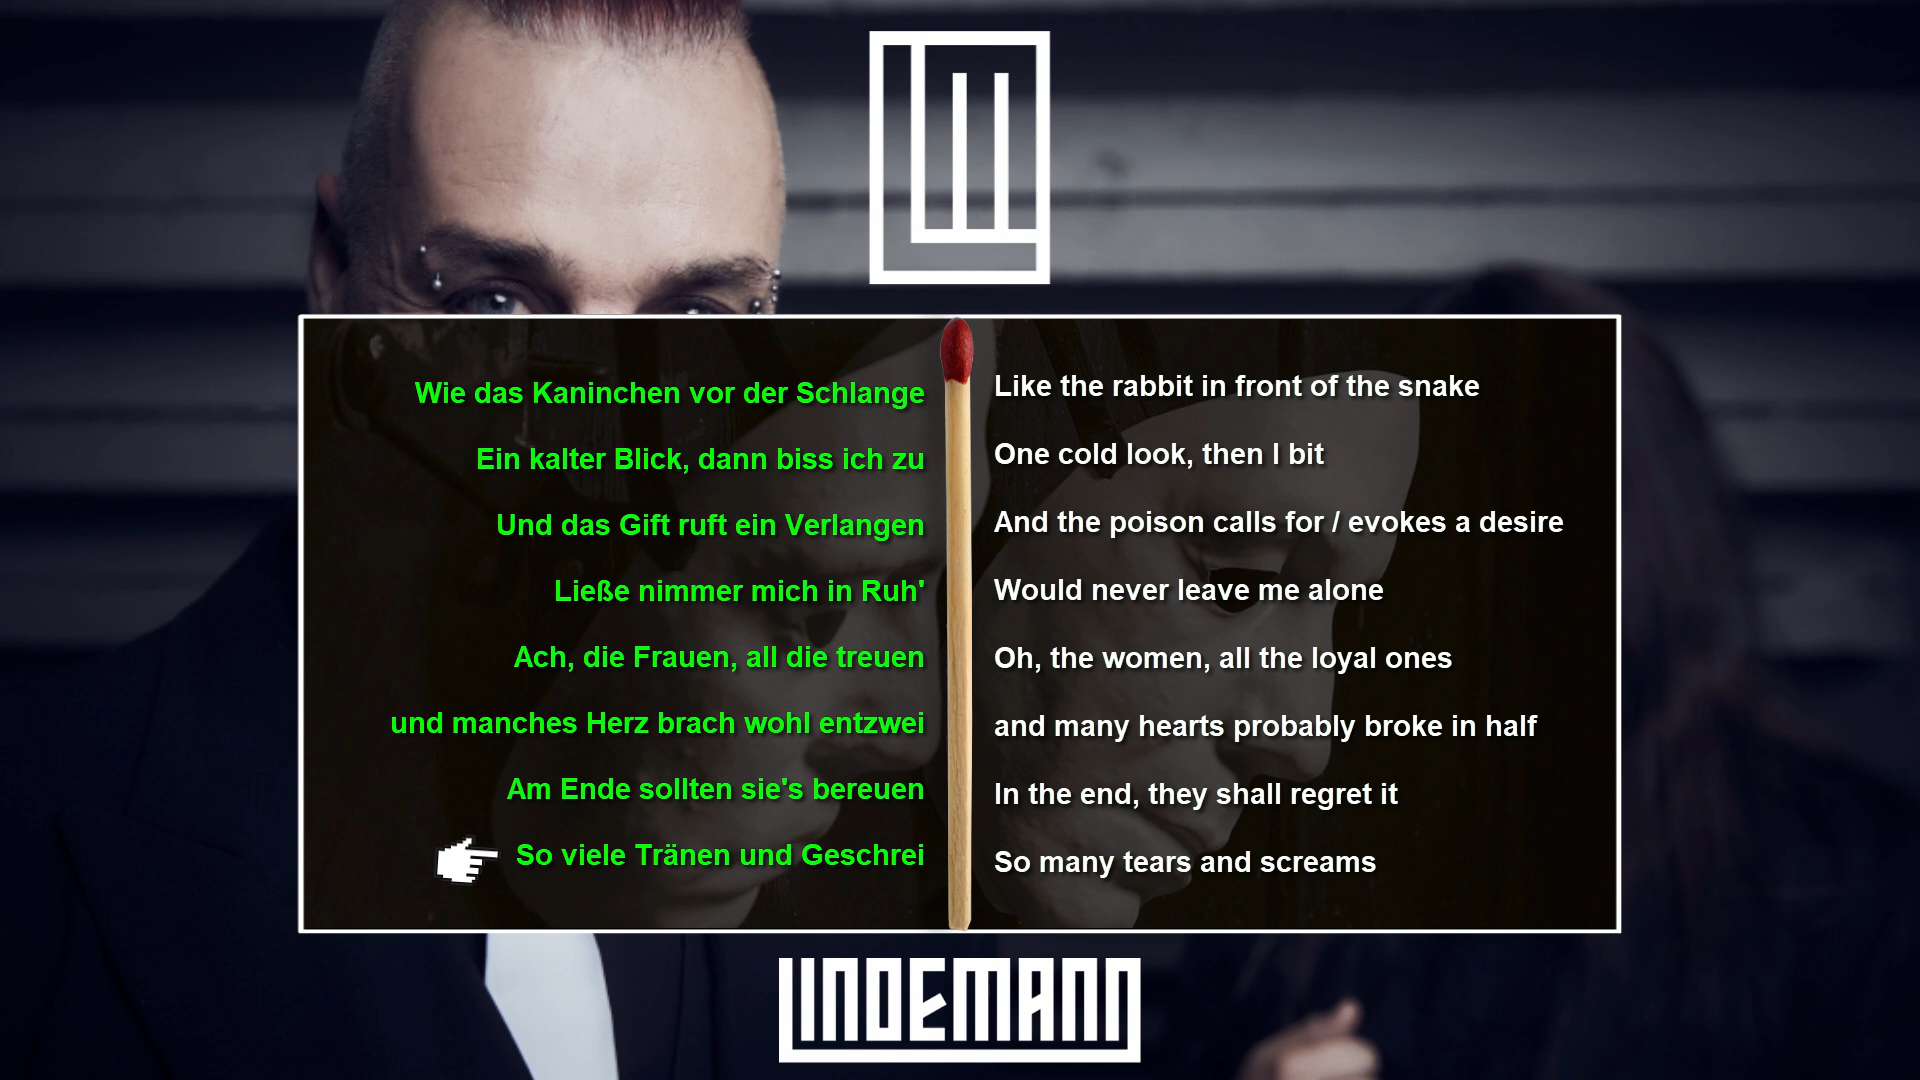 Wie das Kaninchen vor der Schlange
Ein kalter Blick, dann biss ich zu
Und das Gift ruft ein Verlangen
Ließe nimmer mich in Ruh'
Ach, die Frauen, all die treuen
und manches Herz brach wohl entzwei
Am Ende sollten sie's bereuen
So viele Tränen und Geschrei
Like the rabbit in front of the snake
One cold look, then I bit
And the poison calls for / evokes a desire
Would never leave me alone
Oh, the women, all the loyal ones
and many hearts probably broke in half
In the end, they shall regret it
So many tears and screams
LINDEMANN